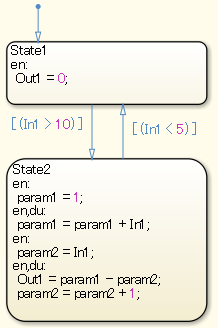 State1
en:
Out1 = 0;
[(In1 > 10)]
[(In1 < 5)]
State2
en:
param1 = 1;
en,du:
param1 = param1 + In1;
en:
param2 = In1;
en,du:
Out1 = param1 − param2;
param2 = param2 + 1;